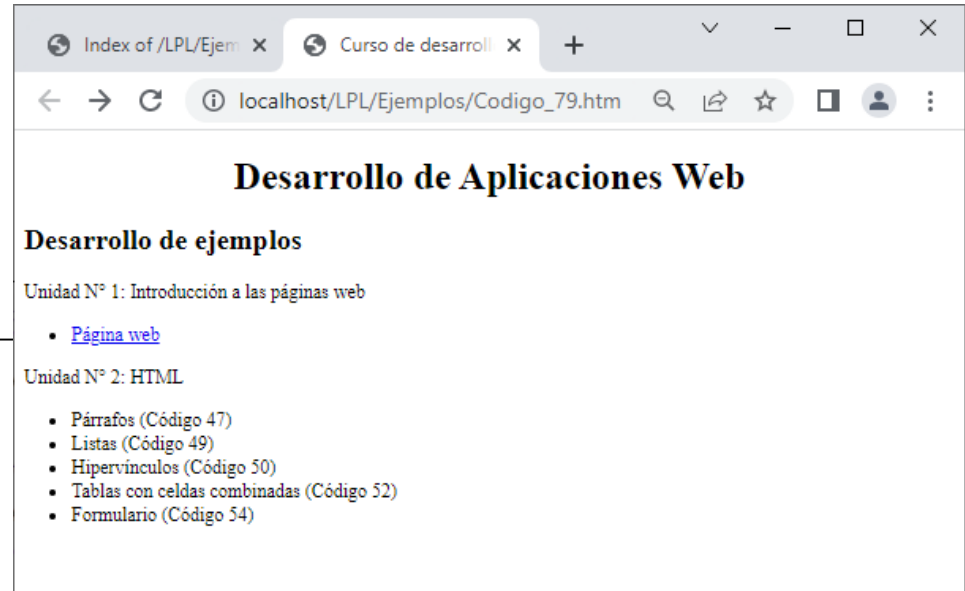 Index of /LPL/Ejem
Curso de desarroll
localhost/LPL/Ejemplos/Codigo_79.htm
Desarrollo de Aplicaciones Web
Desarrollo de ejemplos
Unidad N° 1: Introducción a las páginas web
Página web
Unidad N° 2: HTML
Párrafos (Código 47)
Listas (Código 49)
Hipervínculos (Código 50)
Tablas con celdas combinadas (Código 52)
Formulario (Código 54)